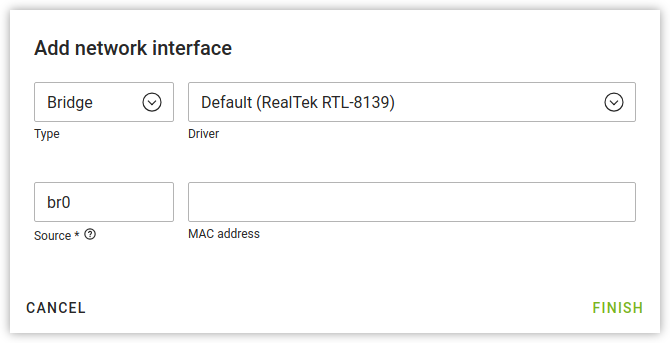 Add network interface
Bridge
Default (RealTek RTL-8139)
Type
Driver
br0
Source * ?
MAC address
CANCEL
FINISH